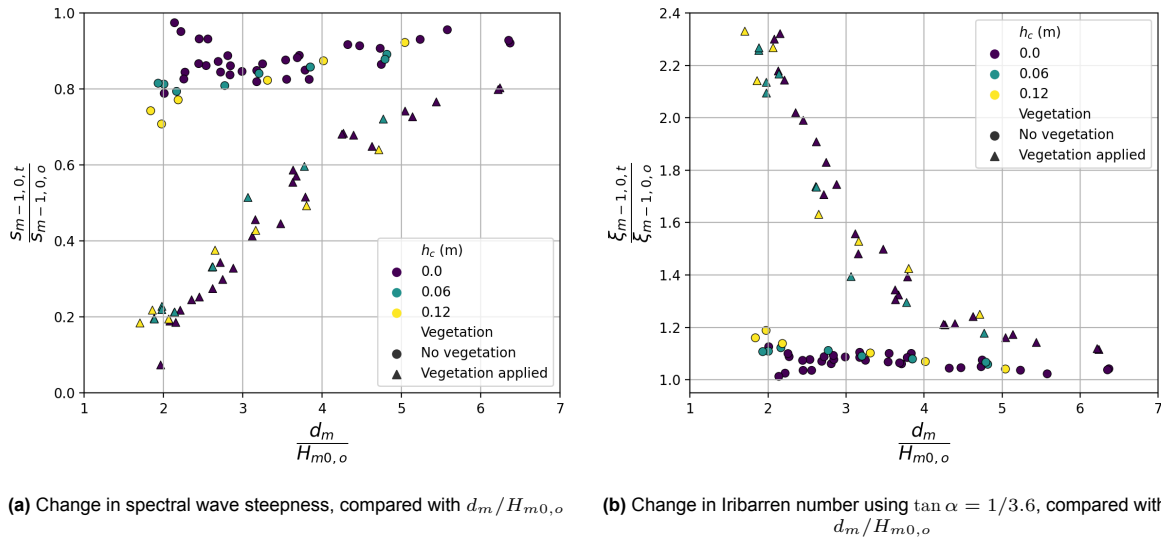 1.0
0.8
0.6
0.4
0.2
0.0
s_{m−1,0,t}
s_{m−1,0,o}
1 2 3 4 5 6 7
d_m
H_{m0,o}
h_c (m)
0.0
0.06
0.12
Vegetation
No vegetation
Vegetation applied
(a) Change in spectral wave steepness, compared with d_m/H_{m0,o}
2.4
2.2
2.0
1.8
1.6
1.4
1.2
1.0
ξ_{m−1,0,t}
ξ_{m−1,0,o}
1 2 3 4 5 6 7
d_m
H_{m0,o}
h_c (m)
0.0
0.06
0.12
Vegetation
No vegetation
Vegetation applied
(b) Change in Iribarren number using tan α = 1/3.6, compared with
d_m/H_{m0,o}